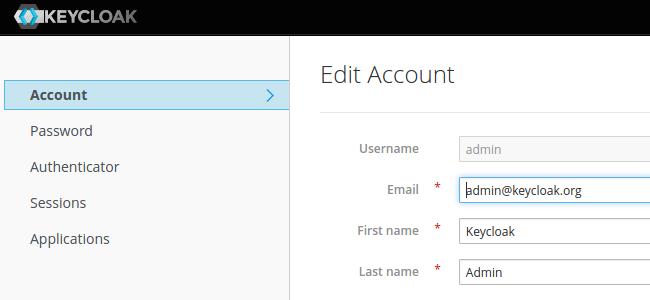 KEYCLOAK
Account
Password
Authenticator
Sessions
Applications
Edit Account
Username admin
Email * admin@keycloak.org
First name * Keycloak
Last name * Admin